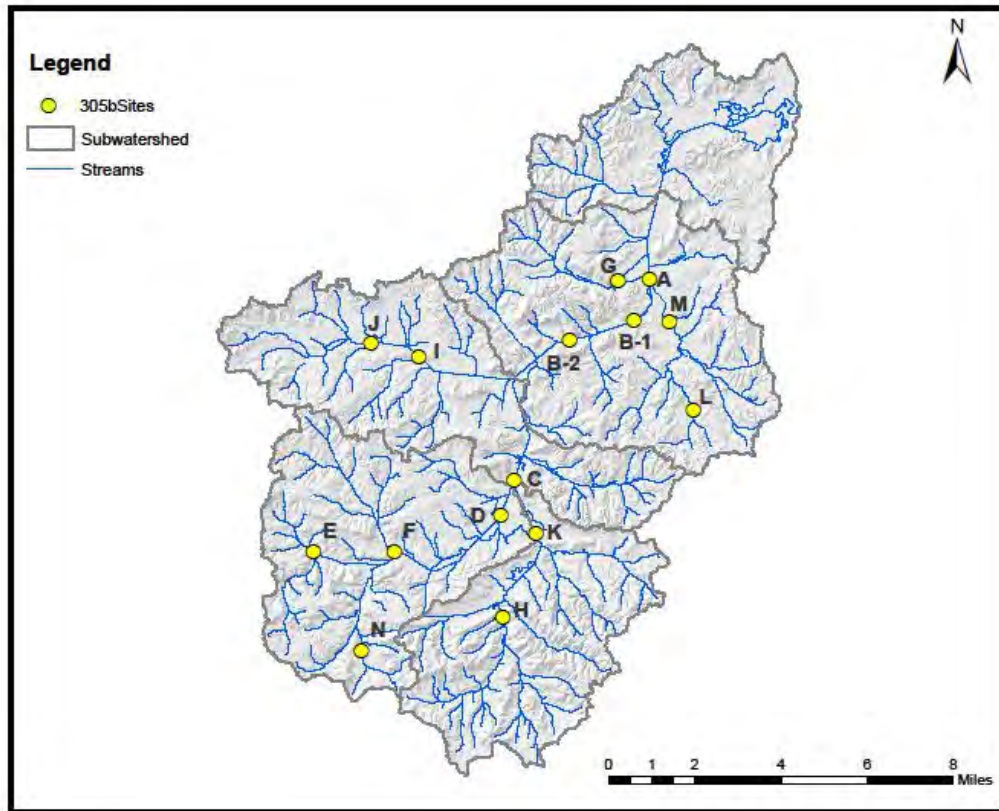 N
Legend
305bSites
Subwatershed
Streams
G
A
M
B-1
B-2
J
I
L
C
D
K
E
F
H
N
0 1 2 4 6 8
Miles